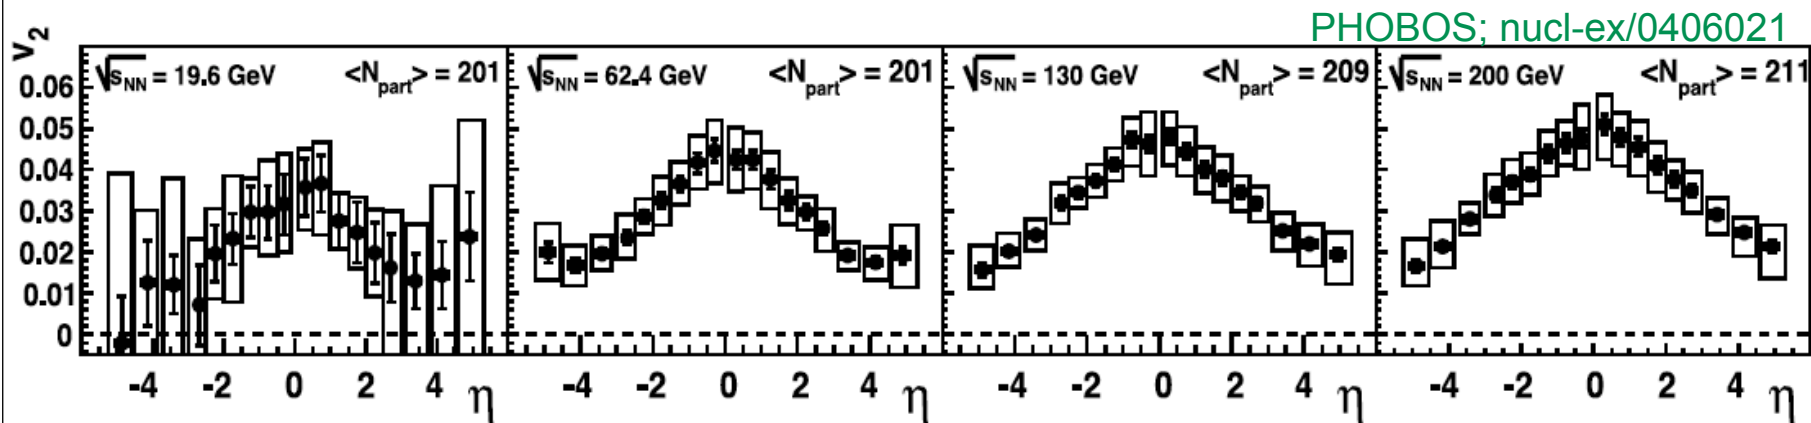 PHOBOS; nucl-ex/0406021
v2
√sNN = 19.6 GeV <Npart> = 201
√sNN = 62.4 GeV <Npart> = 201
√sNN = 130 GeV <Npart> = 209
√sNN = 200 GeV <Npart> = 211
0.06
0.05
0.04
0.03
0.02
0.01
0
-4 -2 0 2 4 η
-4 -2 0 2 4 η
-4 -2 0 2 4 η
-4 -2 0 2 4 η